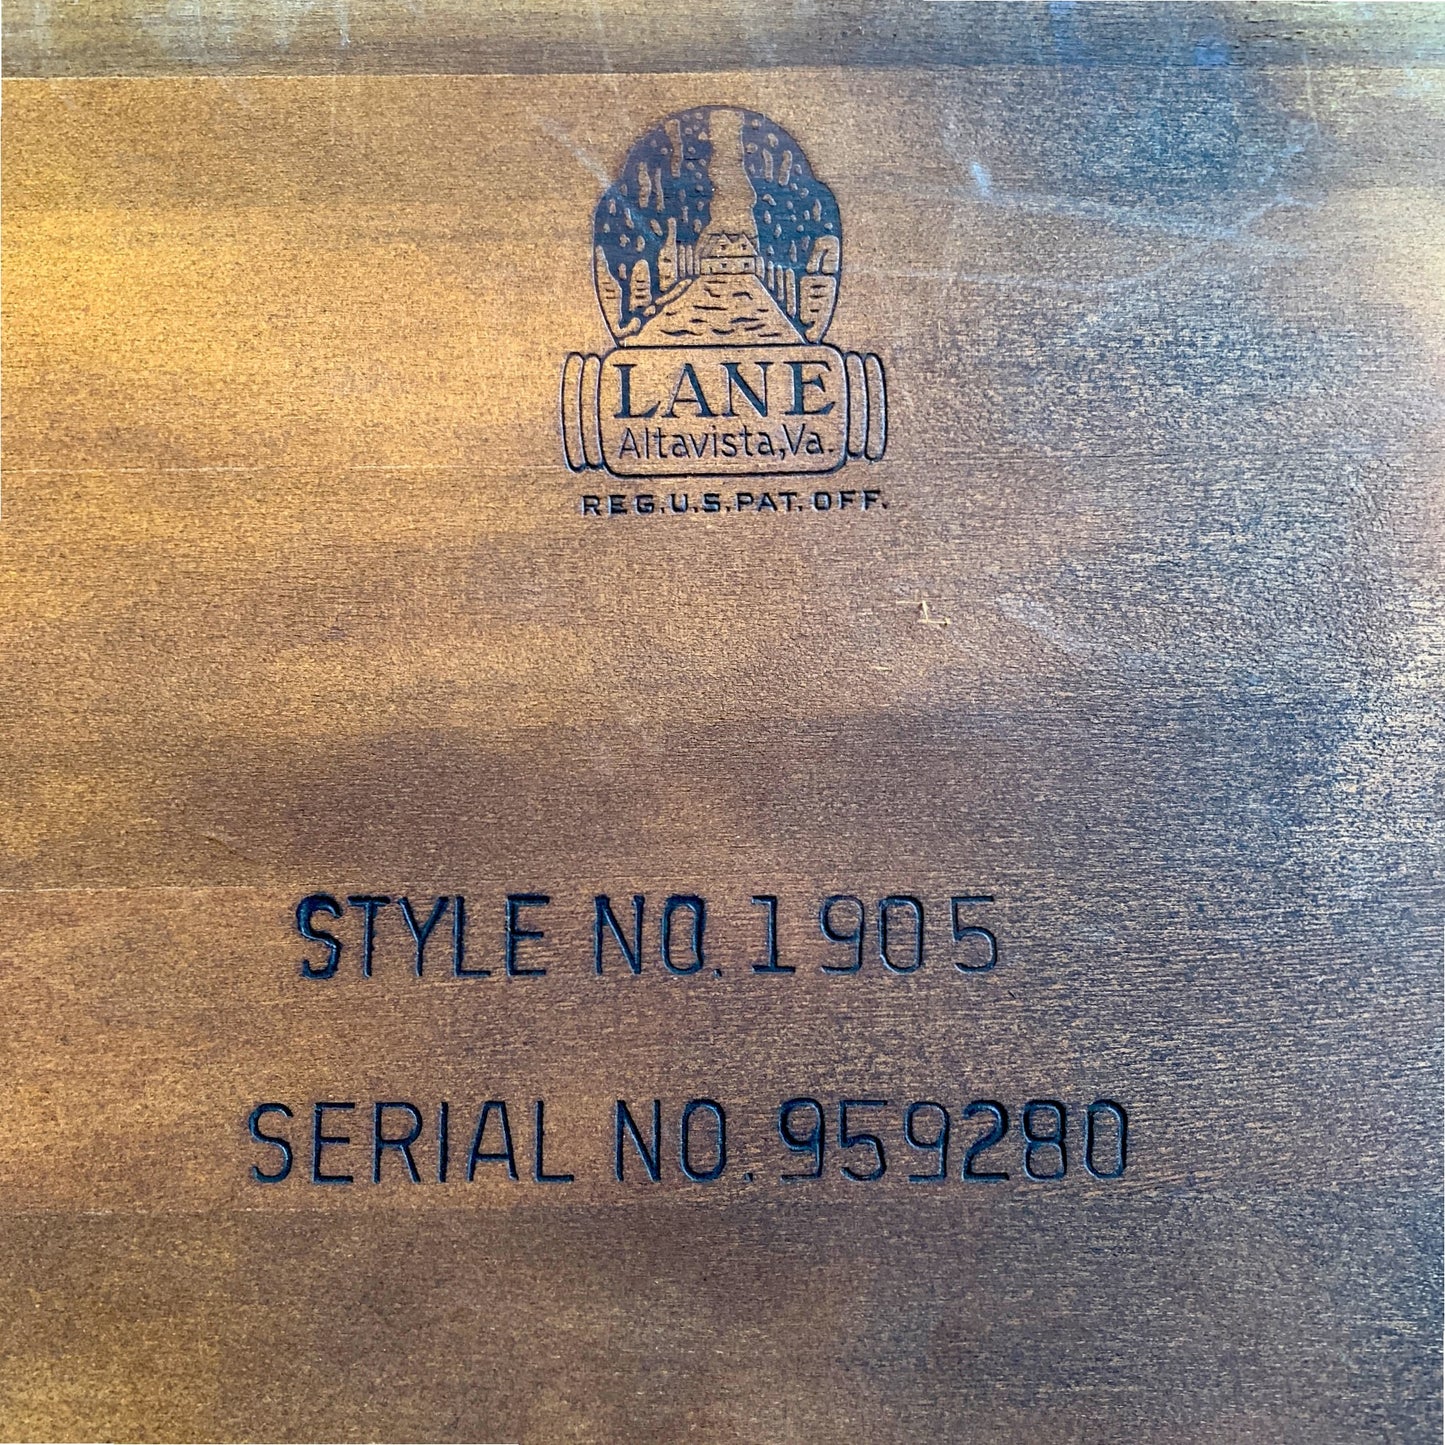 LANE
Altavista, Va.
REG. U.S. PAT. OFF.
STYLE NO. 1905
SERIAL NO. 959280